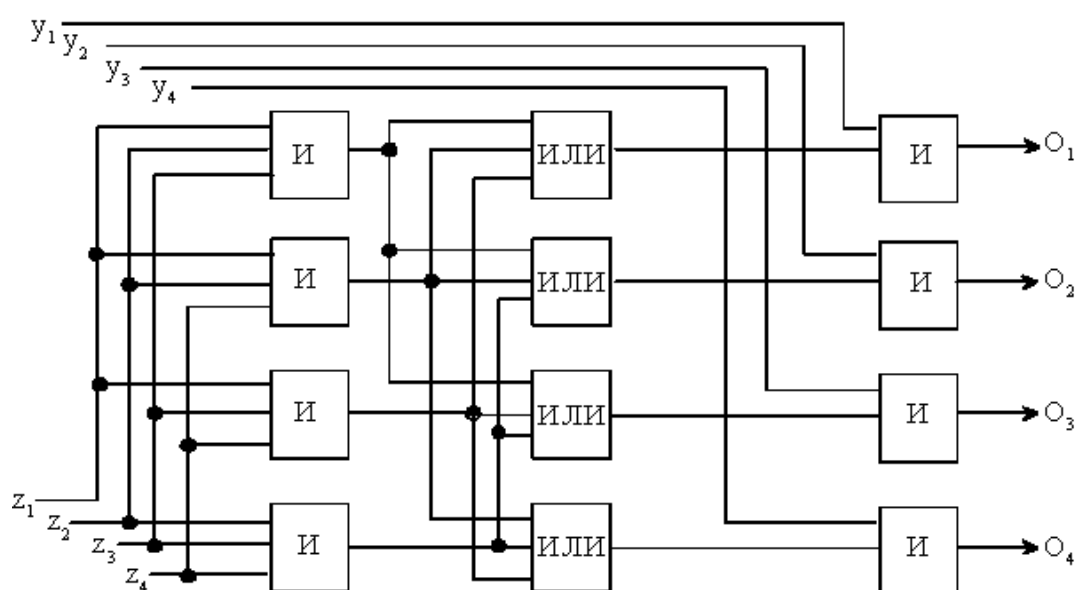 y₁
y₂
y₃
y₄
И ИЛИ И O₁
И ИЛИ И O₂
И ИЛИ И O₃
z₁
z₂
z₃
z₄
И ИЛИ И O₄